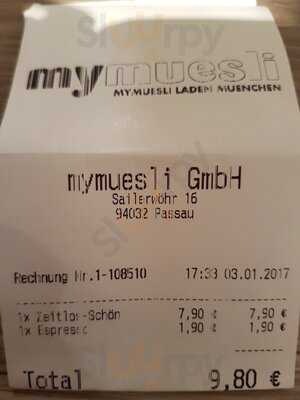 Sluurpy
mymuesli
MYMUESLI LADEN MUENCHEN
mymuesli GmbH
Sailerwöhr 16
94032 Passau
Rechnung Nr.1-108510 17:33 03.01.2017
1x Zeitlos-Schön 7,90 € 7,90 €
1x Espresso 1,90 € 1,90 €
Total 9,80 €